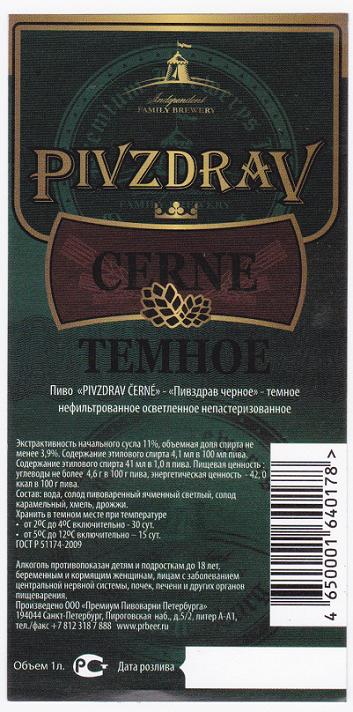 Independent
FAMILY BREWERY
PIVZDRAV
FAMILY BREWERY
CERNE
ТЕМНОЕ
Пиво «PIVZDRAV ČERNÉ» - «Пивздрав черное» - темное
нефильтрованное осветленное непастеризованное
Экстрактивность начального сусла 11%, объемная доля спирта не
менее 3,9%. Содержание этилового спирта 4,1 мл в 100 мл пива.
Содержание этилового спирта 41 мл в 1,0 л пива. Пищевая ценность :
углеводы не более 4,6 г в 100 г пива, энергетическая ценность - 42, 0
ккал в 100 г пива.
Состав: вода, солод пивоваренный ячменный светлый, солод
карамельный, хмель, дрожжи.
Хранить в темном месте при температуре
• от 2ºС до 4ºС включительно - 30 сут.
• от 5ºС до 12ºС включительно – 15 сут.
ГОСТ Р 51174-2009
Алкоголь противопоказан детям и подросткам до 18 лет,
беременным и кормящим женщинам, лицам с заболеванием
центральной нервной системы, почек, печени и других органов
пищеварения.
Произведено ООО «Премиум Пивоварни Петербурга»
194044 Санкт-Петербург, Пироговская наб., д.5/2, литер А-А1,
тел./факс +7 812 318 7 888 www.prbeer.ru
4 650001 640178 >
Объем 1л.
Дата розлива